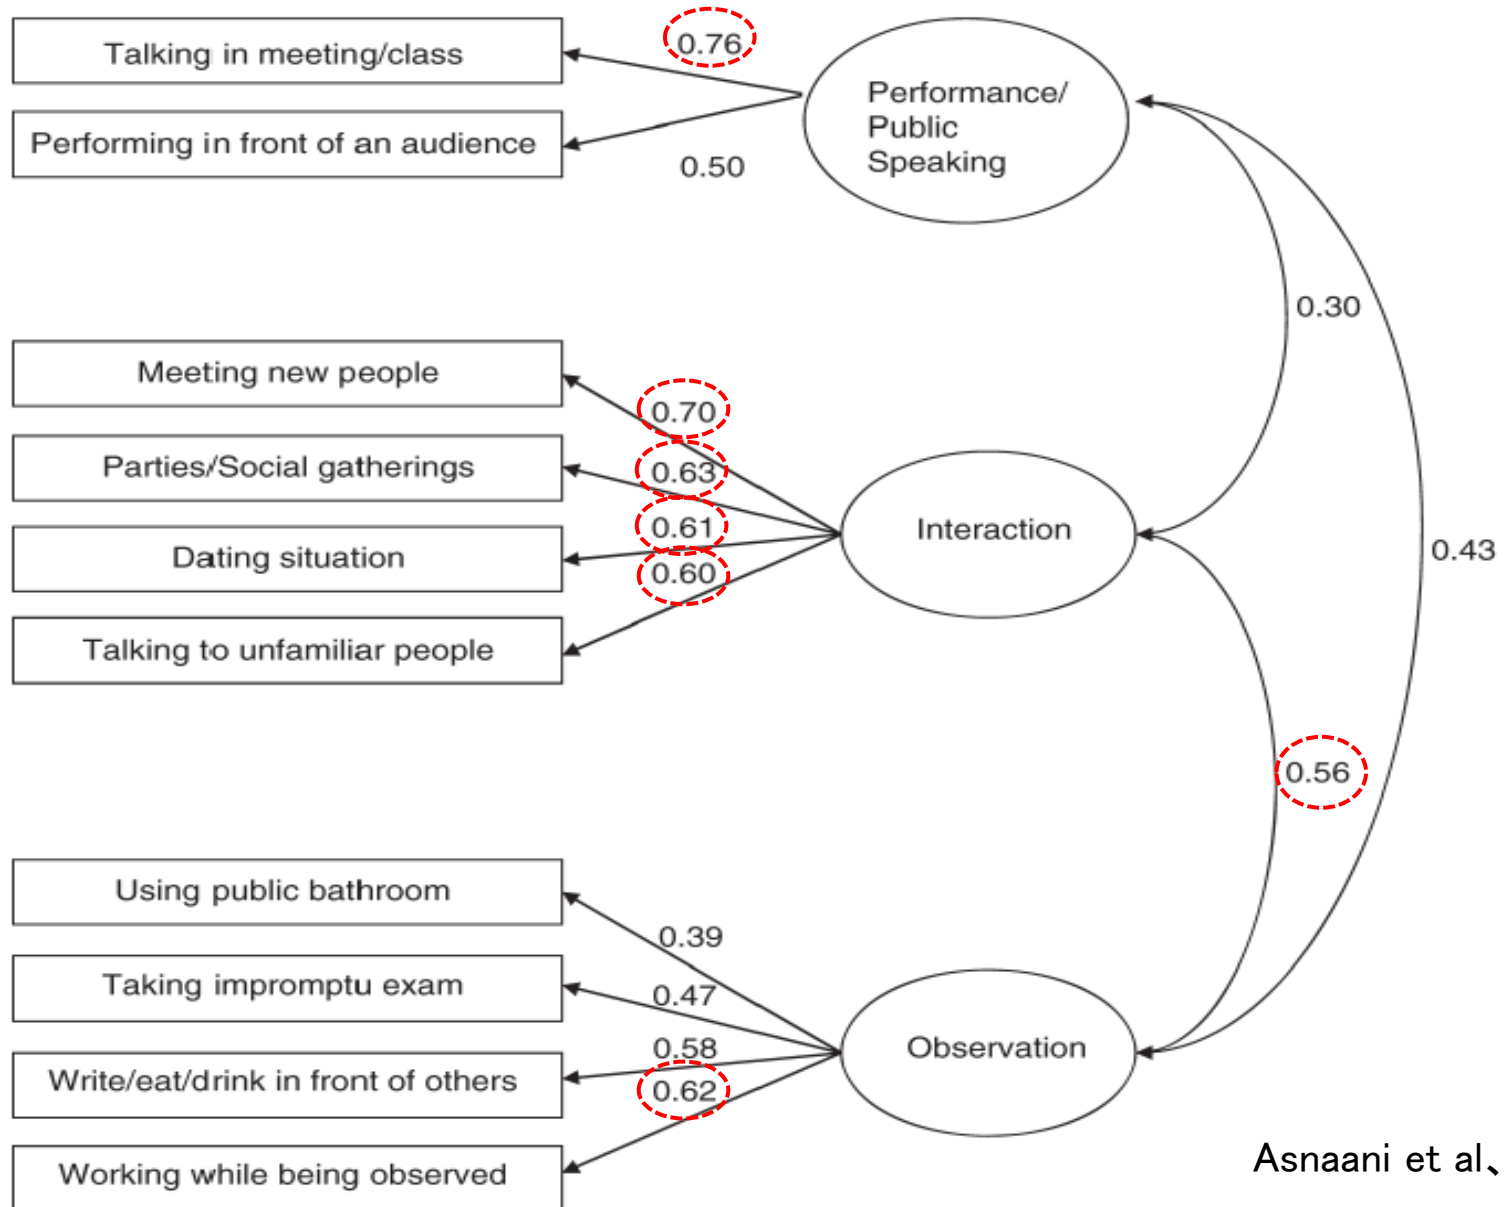 Talking in meeting/class
0.76
Performing in front of an audience
0.50
Performance/
Public
Speaking
0.30
Meeting new people
0.70
Parties/Social gatherings
0.63
Dating situation
0.61
Talking to unfamiliar people
0.60
Interaction
0.43
0.56
Using public bathroom
0.39
Taking impromptu exam
0.47
Write/eat/drink in front of others
0.58
Working while being observed
0.62
Observation
Asnaani et al、